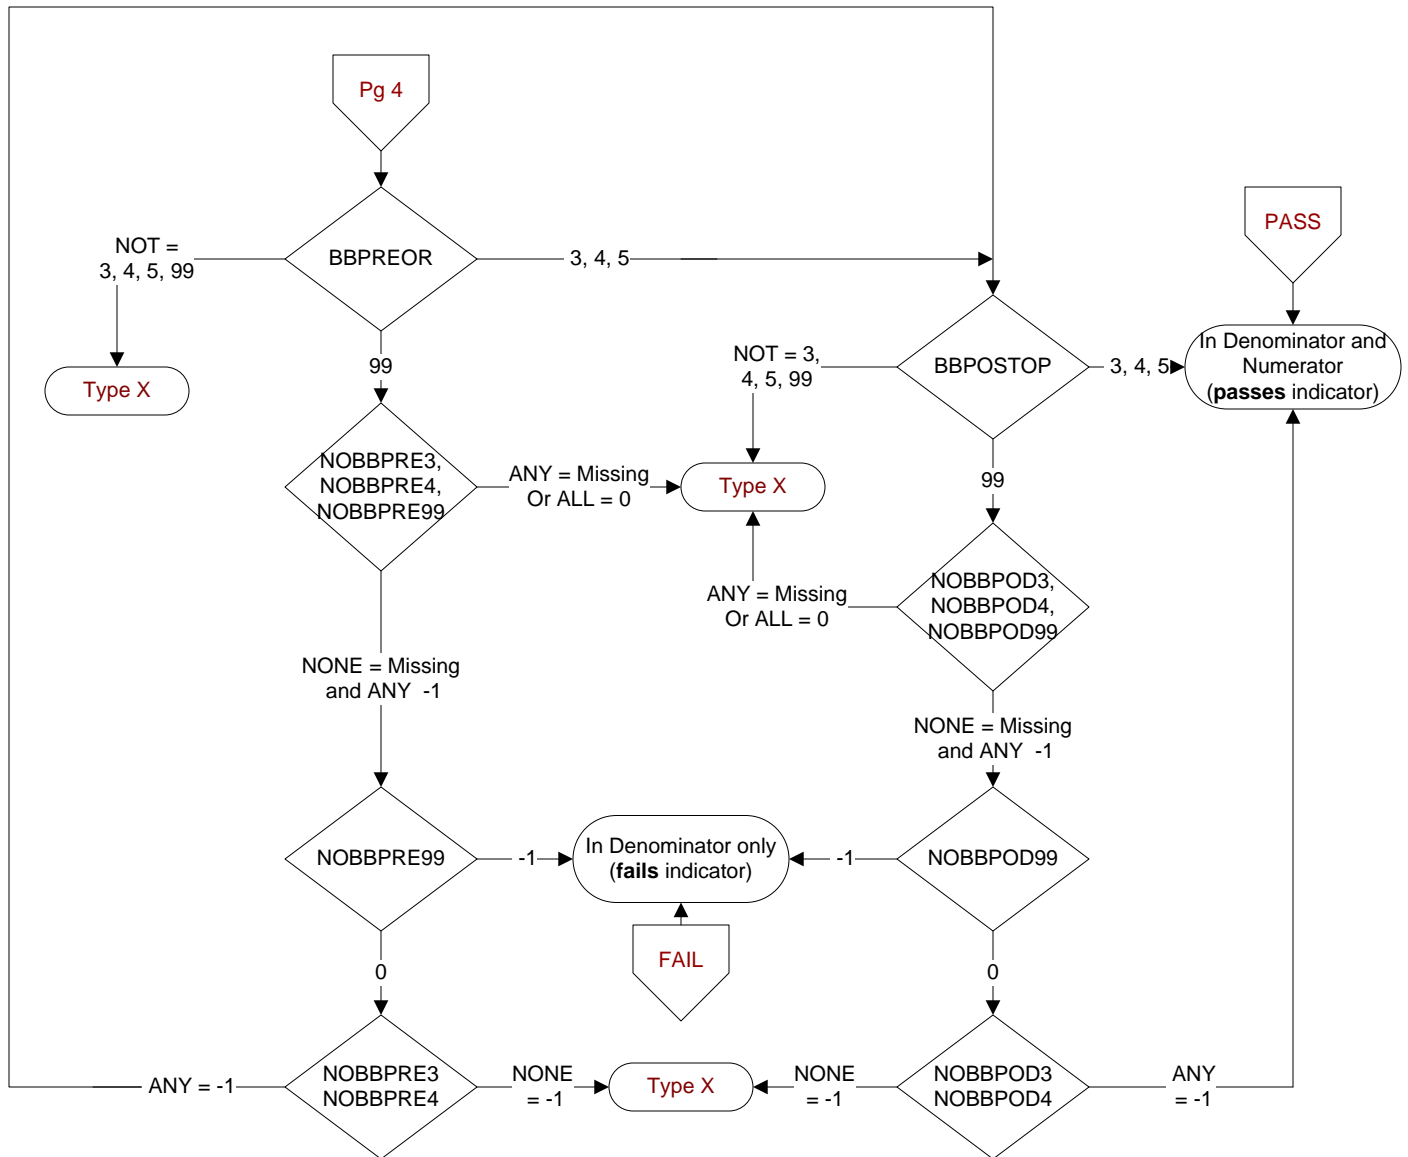 Pg 4
PASS
NOT =
3, 4, 5, 99
BBPREOR
3, 4, 5
In Denominator and
Numerator
(passes indicator)
NOT = 3,
4, 5, 99
BBPOSTOP
3, 4, 5
99
Type X
NOBBPRE3,
NOBBPRE4,
NOBBPRE99
ANY = Missing
Or ALL = 0
Type X
99
ANY = Missing
Or ALL = 0
NOBBPOD3,
NOBBPOD4,
NOBBPOD99
NONE = Missing
and ANY -1
NONE = Missing
and ANY -1
NOBBPRE99
-1
In Denominator only
(fails indicator)
-1
NOBBPOD99
FAIL
0
0
ANY = -1
NOBBPRE3
NOBBPRE4
NONE
= -1
Type X
NONE
= -1
NOBBPOD3
NOBBPOD4
ANY
= -1